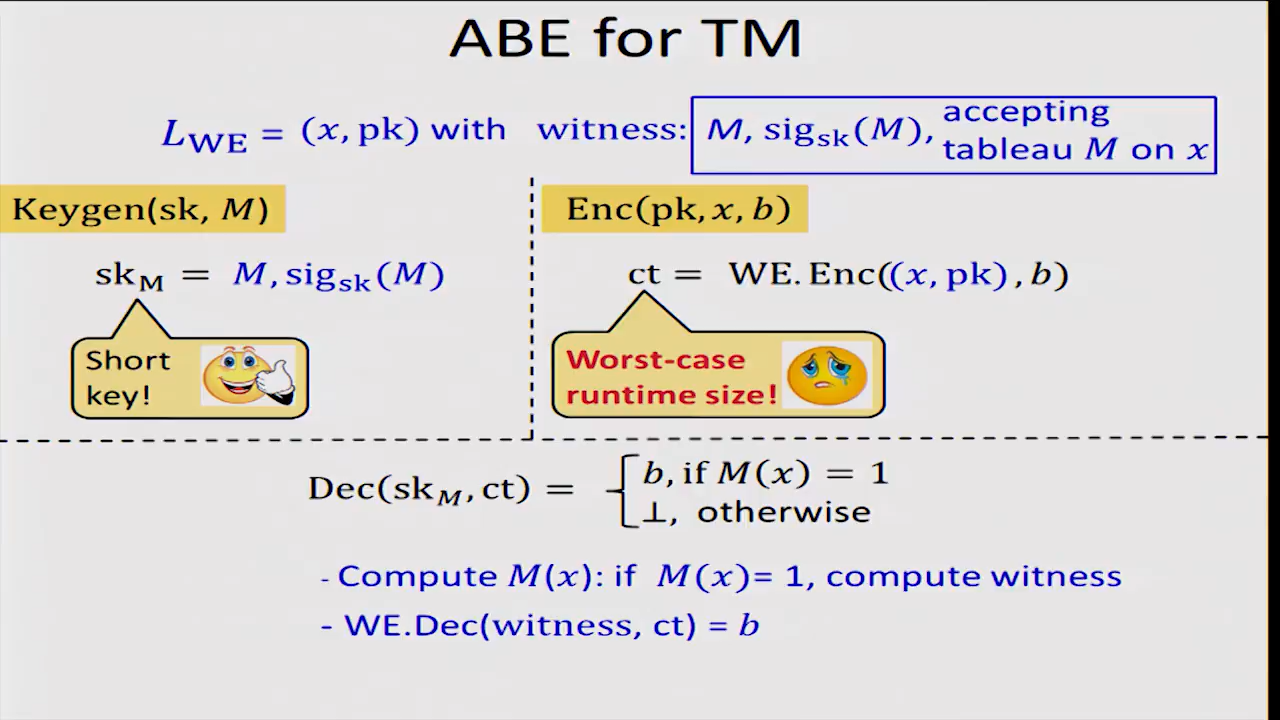 ABE for TM
L_WE = (x, pk) with witness: M, sig_sk(M), accepting tableau M on x
Keygen(sk, M)
sk_M = M, sig_sk(M)
Short
key!
Enc(pk, x, b)
ct = WE. Enc((x, pk), b)
Worst-case
runtime size!
Dec(sk_M, ct) = { b, if M(x) = 1
⊥, otherwise
- Compute M(x): if M(x)= 1, compute witness
- WE.Dec(witness, ct) = b